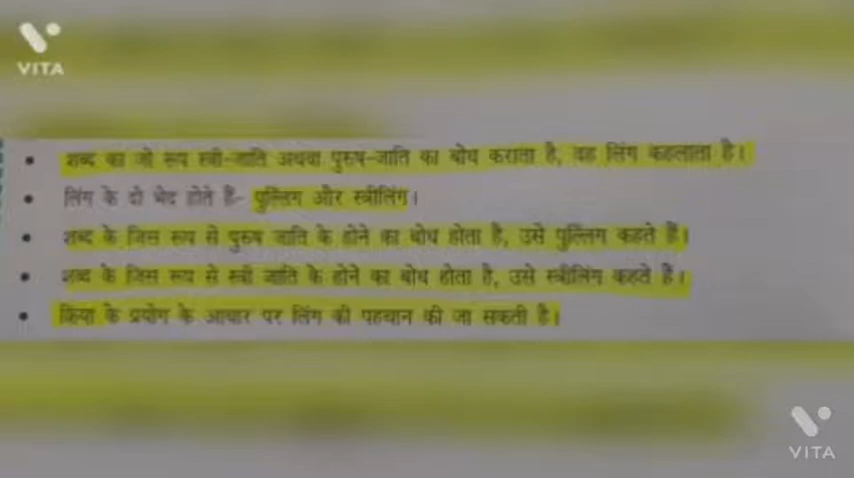 VITA
• शब्द का जो रूप स्त्री-जाति अथवा पुरुष-जाति का बोध कराता है, वह लिंग कहलाता है।
• लिंग के दो भेद होते हैं- पुल्लिंग और स्त्रीलिंग।
• शब्द के जिस रूप से पुरुष जाति के होने का बोध होता है, उसे पुल्लिंग कहते हैं।
• शब्द के जिस रूप से स्त्री जाति के होने का बोध होता है, उसे स्त्रीलिंग कहते हैं।
• क्रिया के प्रयोग के आधार पर लिंग की पहचान की जा सकती है।
VITA